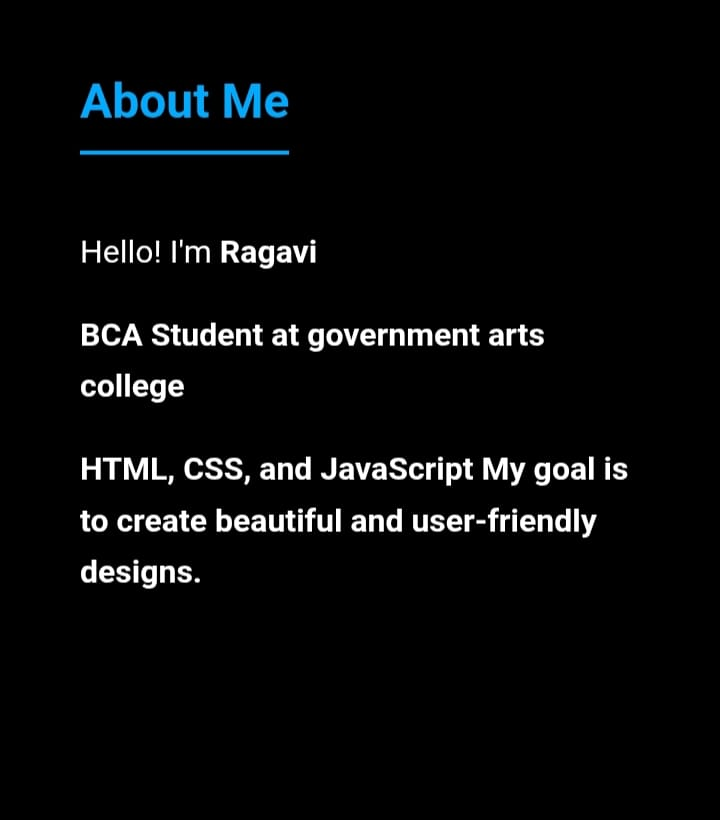 About Me
Hello! I'm Ragavi
BCA Student at government arts
college
HTML, CSS, and JavaScript My goal is
to create beautiful and user-friendly
designs.